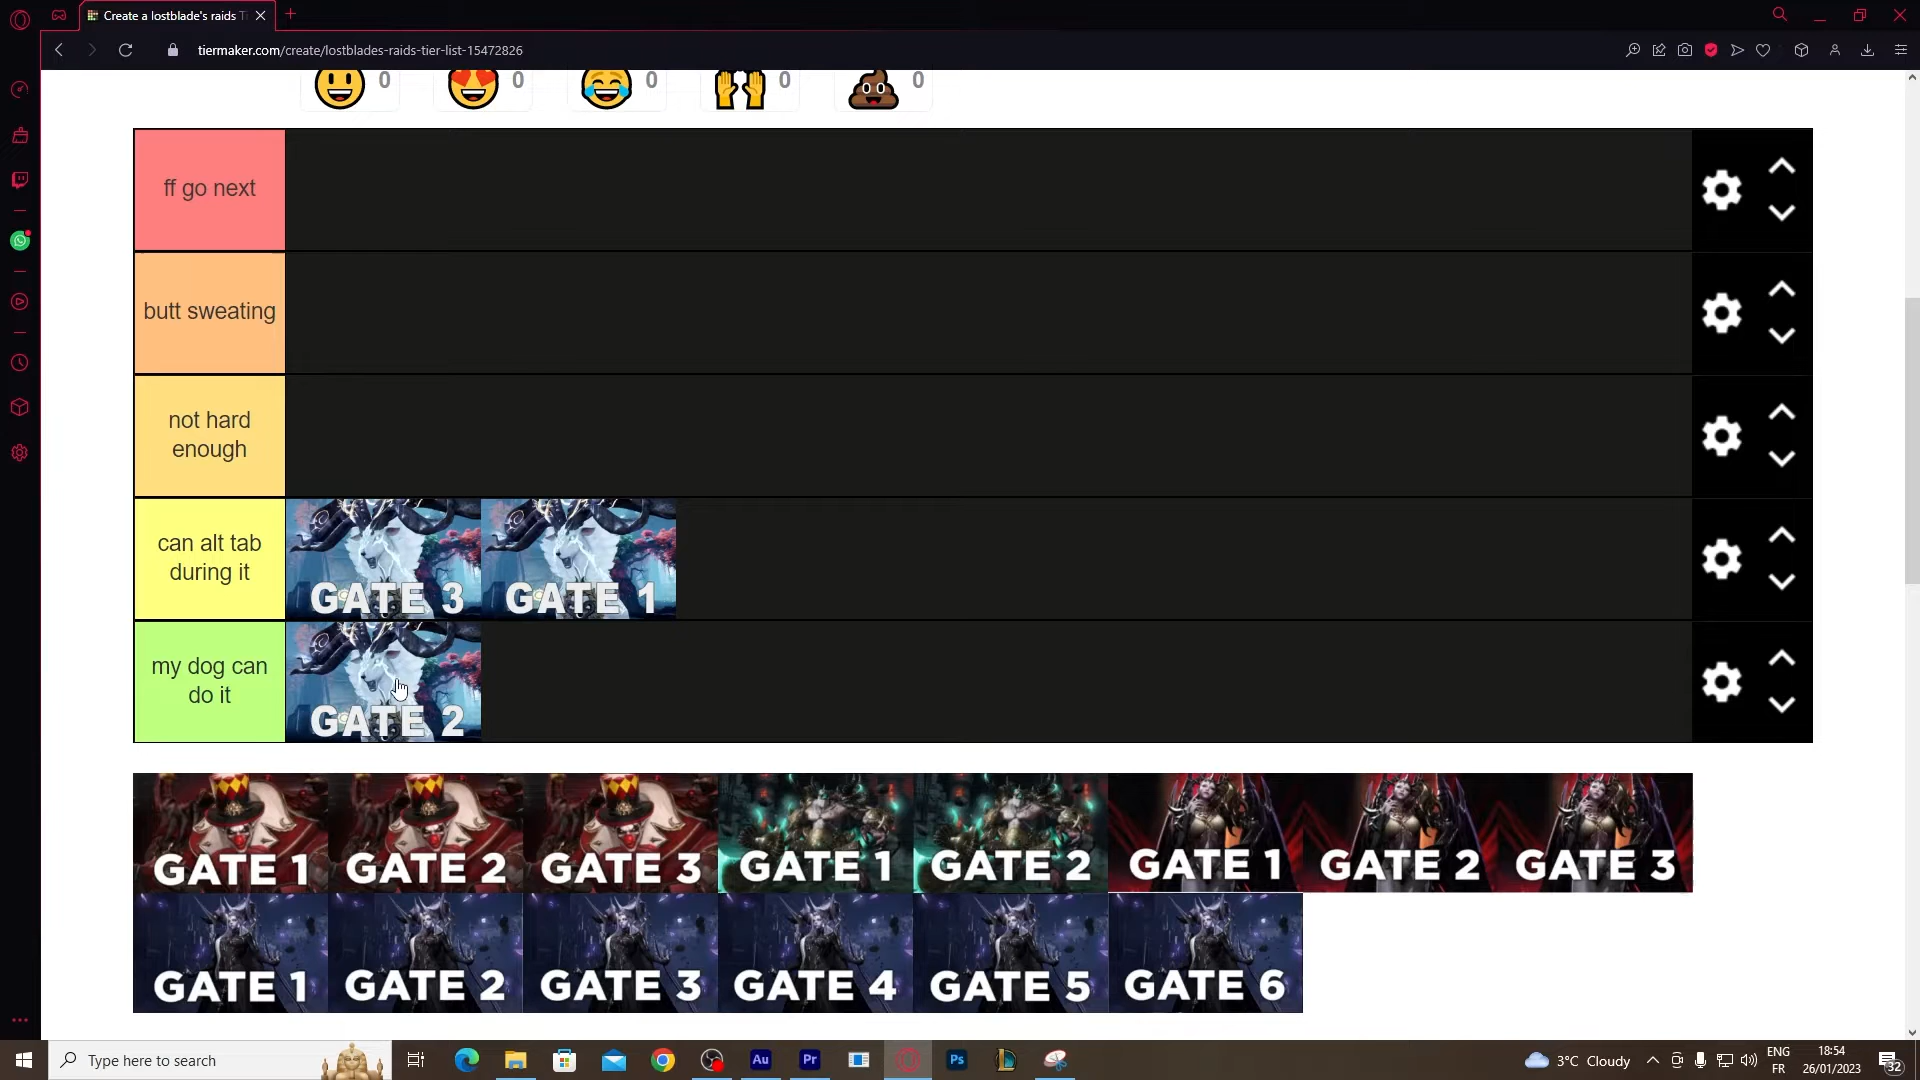 Create a lostblade's raids Ti
tiermaker.com/create/lostblades-raids-tier-list-15472826
0 0 0 0 0
ff go next
butt sweating
not hard
enough
can alt tab
during it
GATE 3 GATE 1
my dog can
do it
GATE 2
GATE 1 GATE 2 GATE 3 GATE 1 GATE 2 GATE 1 GATE 2 GATE 3
GATE 1 GATE 2 GATE 3 GATE 4 GATE 5 GATE 6
Type here to search
Au
Pr
Ps
3°C Cloudy
ENG
FR
18:54
26/01/2023
32